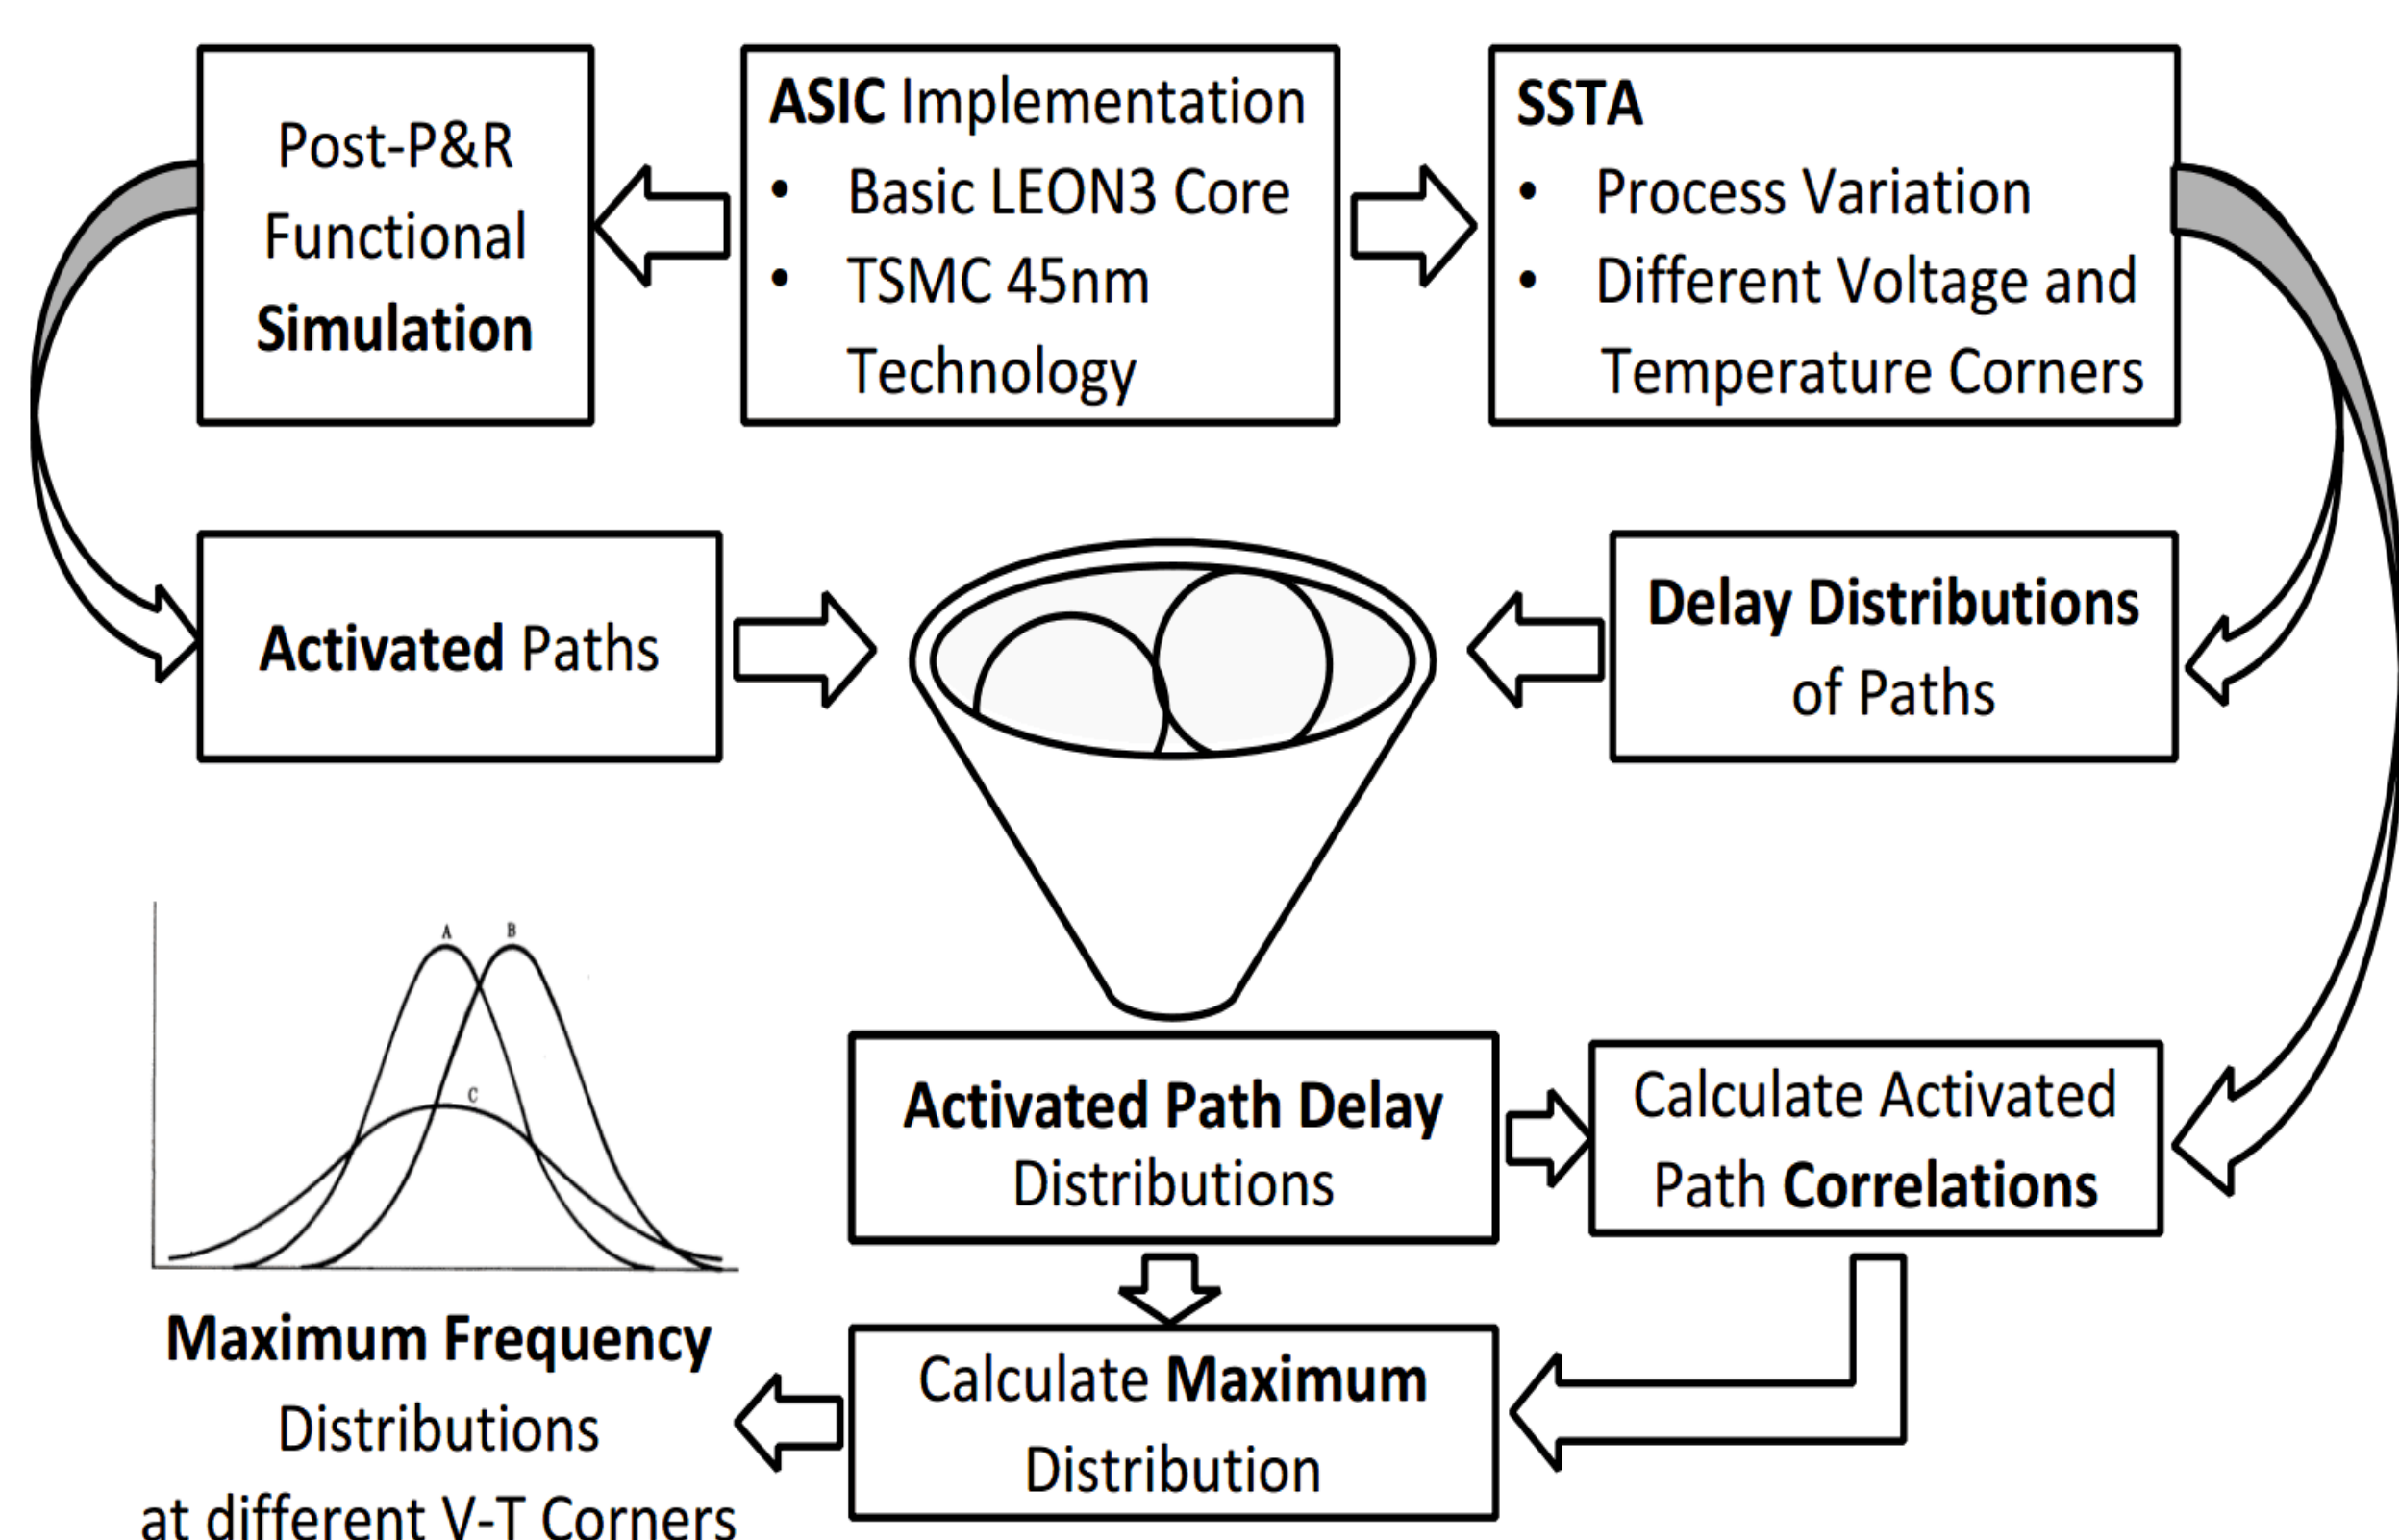 Post-P&R
Functional
Simulation
ASIC Implementation
• Basic LEON3 Core
• TSMC 45nm
Technology
SSTA
• Process Variation
• Different Voltage and
Temperature Corners
Activated Paths
Delay Distributions
of Paths
A
B
C
Activated Path Delay
Distributions
Calculate Activated
Path Correlations
Calculate Maximum
Distribution
Maximum Frequency
Distributions
at different V-T Corners